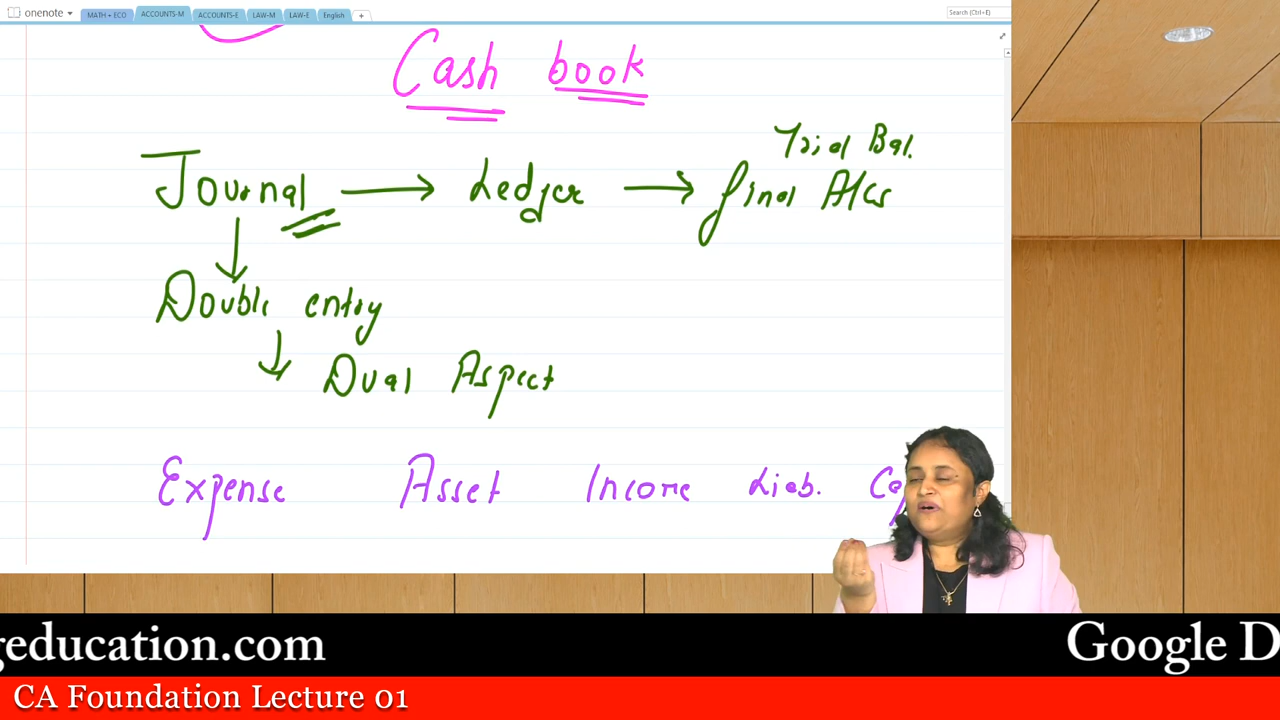 onenote MATH + ECO ACCOUNTS-M ACCOUNTS-E LAW-M LAW-E English + Search (Ctrl+E)
Cash book
Trial Bal.
Journal → Ledger → final A/cs
Double entry
Dual Aspect
Expense Asset Income Liab.
geducation.com Google D
CA Foundation Lecture 01